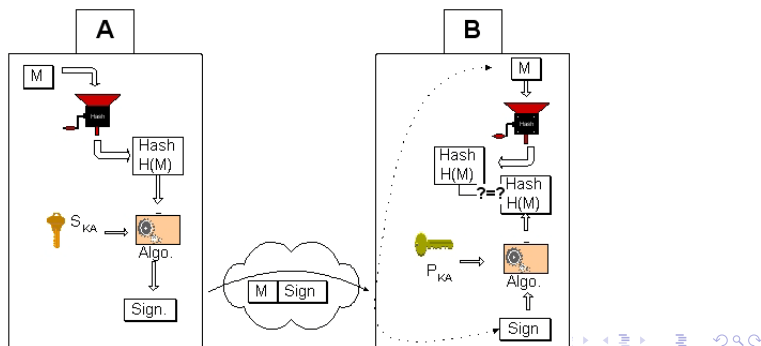 A
M
Hash
Hash
H(M)
S KA
Algo.
Sign.
M Sign
B
M
Hash
Hash
H(M)
?=?
Hash
H(M)
P KA
Algo.
Sign